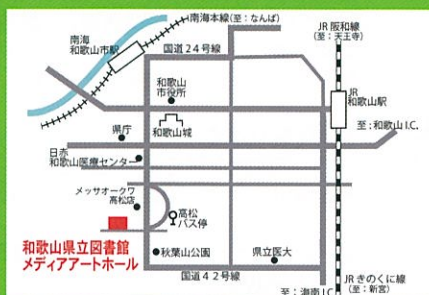 南海本線(至：なんば)
JR 阪和線
(至：天王寺)
南海
和歌山市駅
国道２４号線
和歌山
市役所
JR
和歌山駅
和歌山城
県庁
至：和歌山I.C.
日赤
和歌山医療センター
メッサオークワ
高松店
高松
バス停
和歌山県立図書館
メディアアートホール
秋葉山公園
県立医大
国道４２号線
至：海南I.C.
JRきのくに線
(至：新宮)